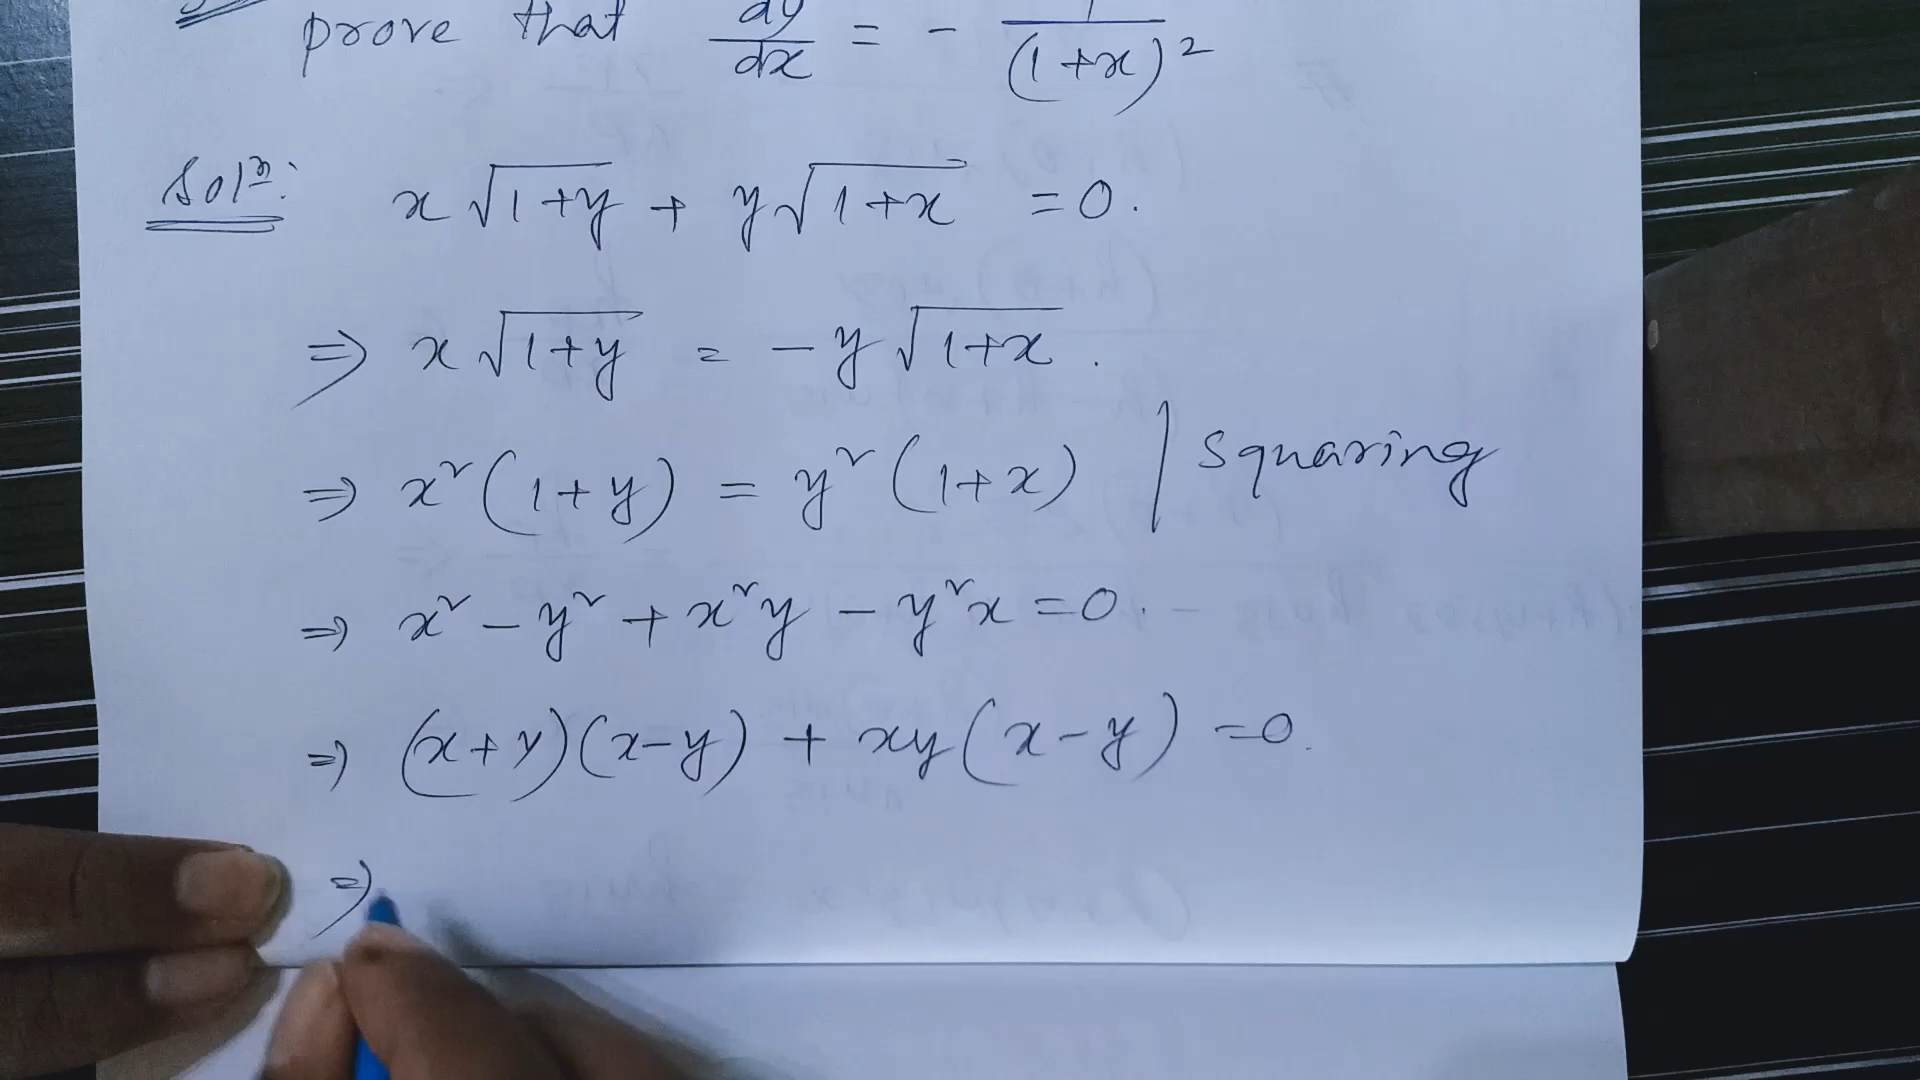 prove that dy/dx = - 1/(1+x)²
Solⁿ: x√1+y + y√1+x = 0.
⇒ x√1+y = -y√1+x.
⇒ x²(1+y) = y²(1+x) | Squaring
⇒ x² - y² + x²y - y²x = 0.
⇒ (x+y)(x-y) + xy(x-y) = 0.
⇒